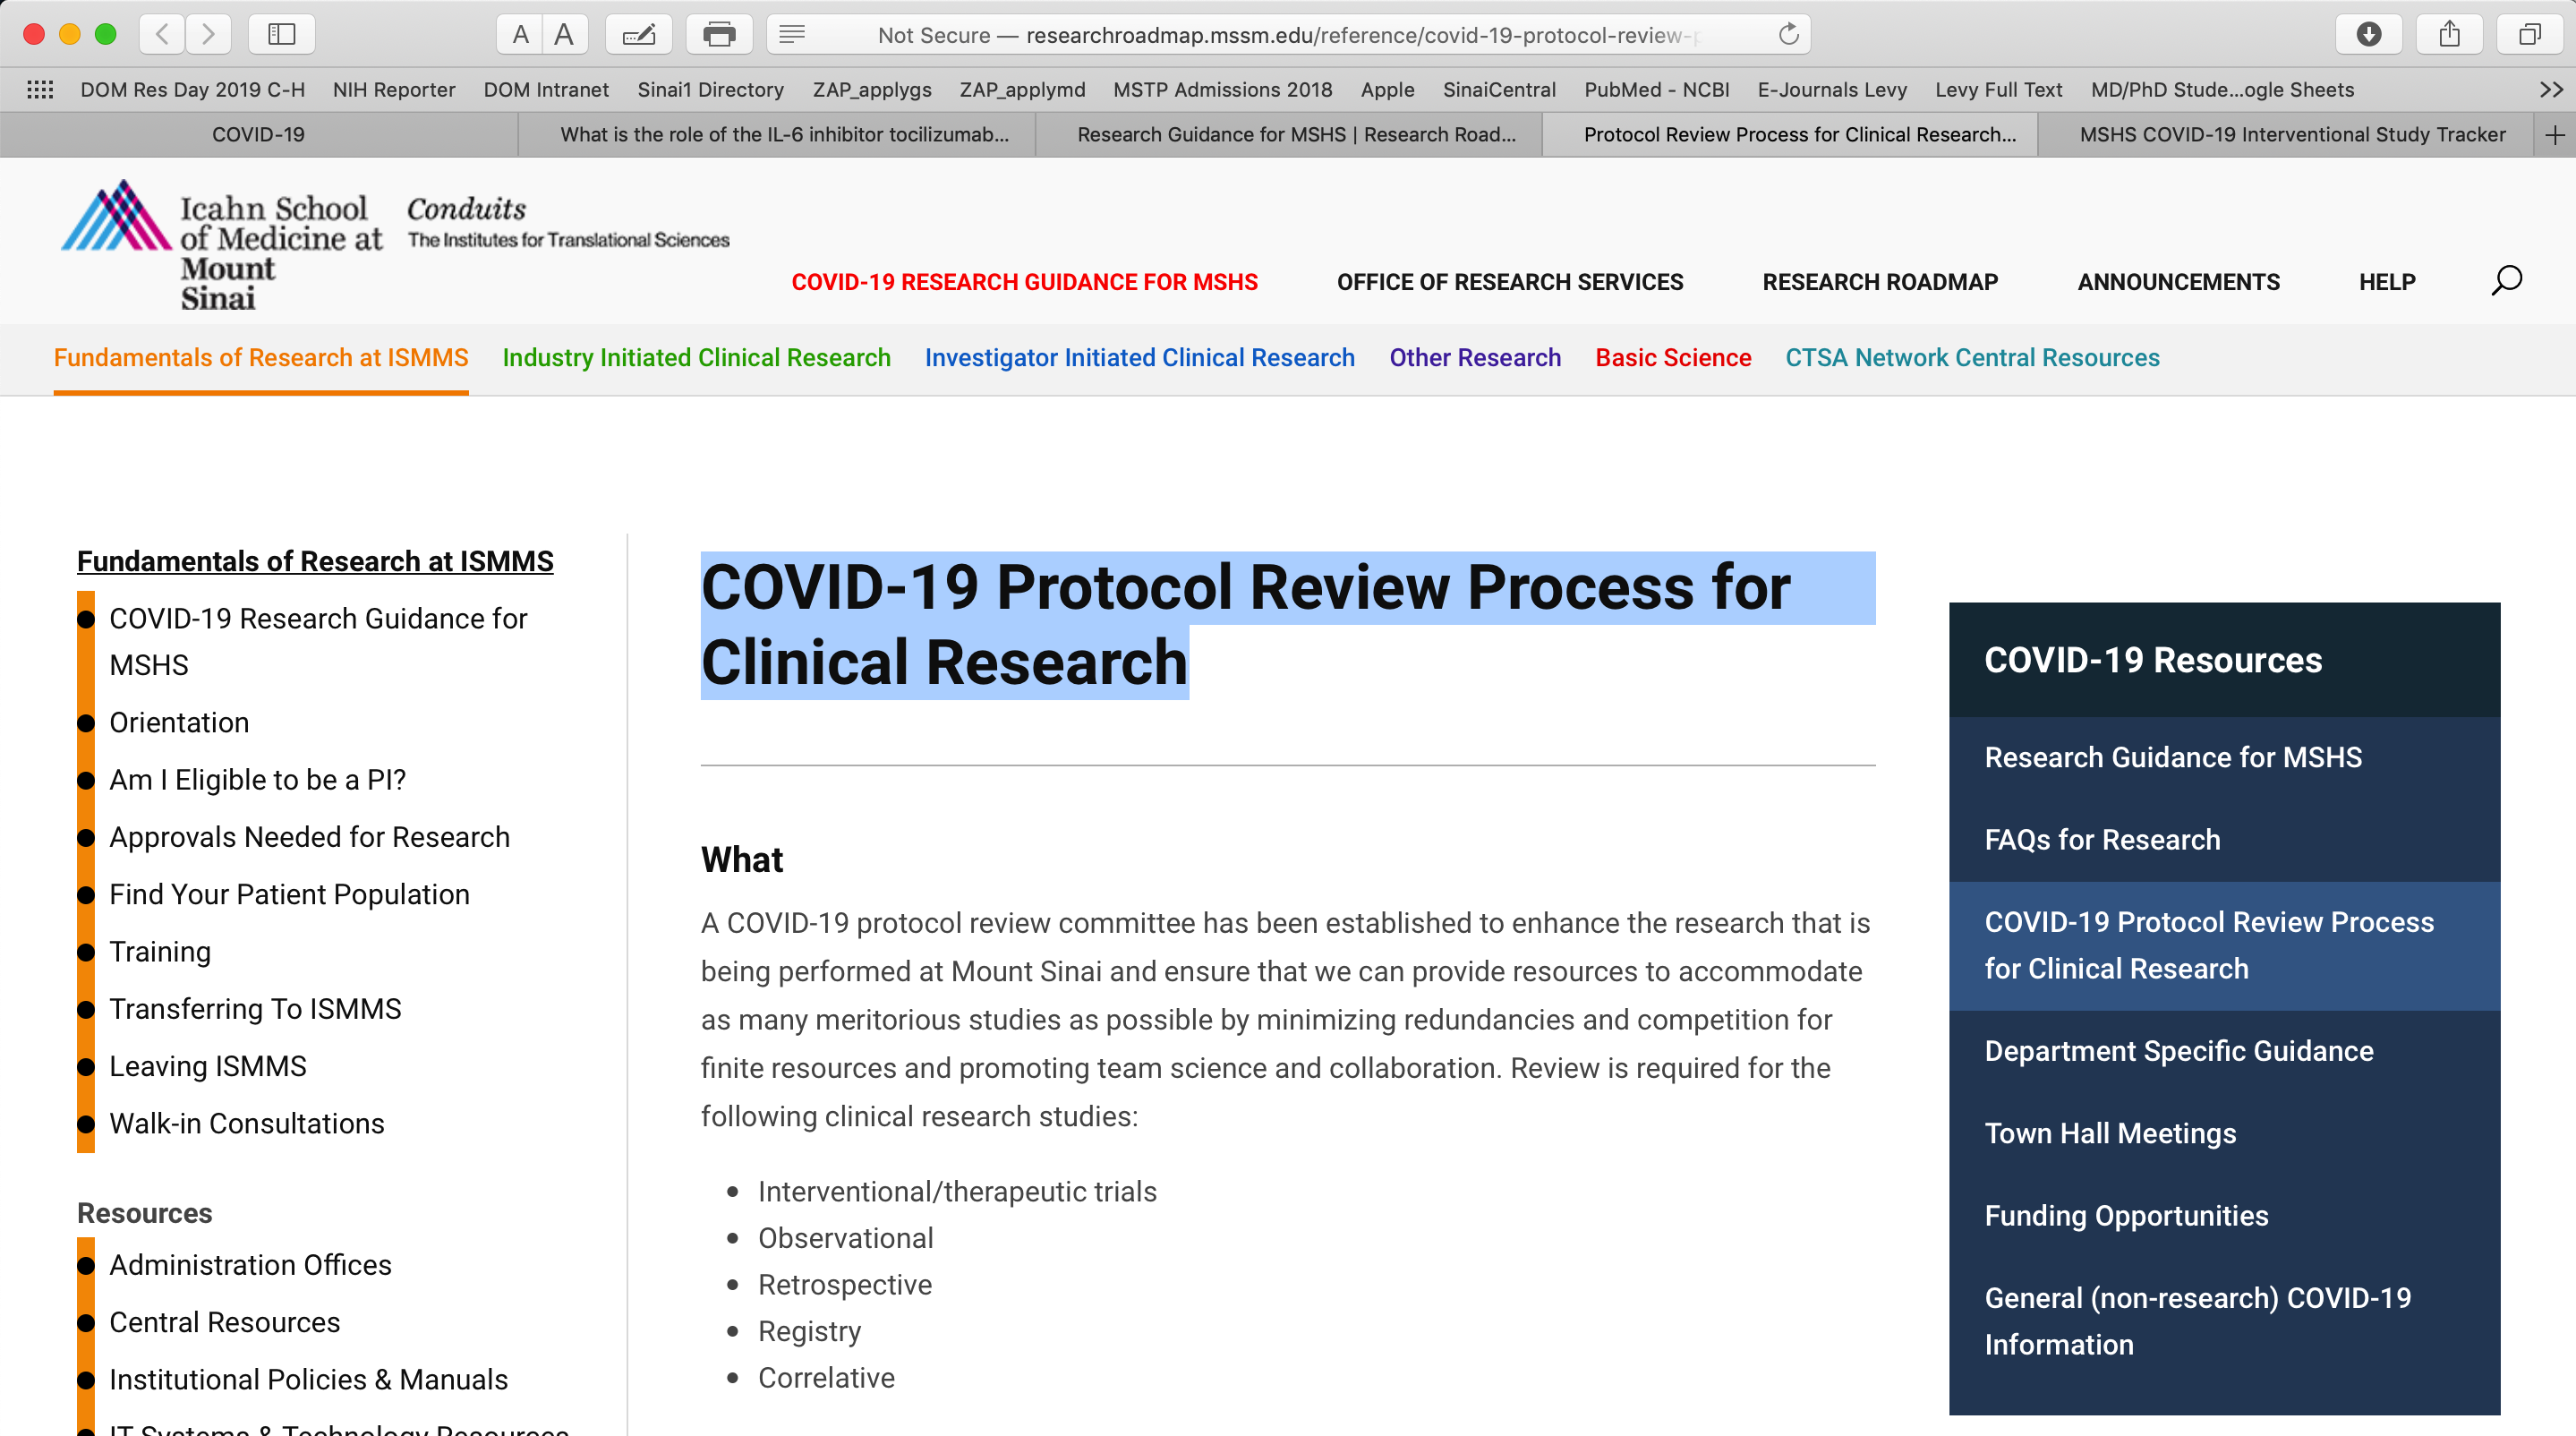 A A Not Secure — researchroadmap.mssm.edu/reference/covid-19-protocol-review-p
DOM Res Day 2019 C-H NIH Reporter DOM Intranet Sinai1 Directory ZAP_applygs ZAP_applymd MSTP Admissions 2018 Apple SinaiCentral PubMed - NCBI E-Journals Levy Levy Full Text MD/PhD Stude...ogle Sheets >>
COVID-19 What is the role of the IL-6 inhibitor tocilizumab... Research Guidance for MSHS | Research Road... Protocol Review Process for Clinical Research... MSHS COVID-19 Interventional Study Tracker +
Icahn School
of Medicine at
Mount
Sinai
Conduits
The Institutes for Translational Sciences
COVID-19 RESEARCH GUIDANCE FOR MSHS OFFICE OF RESEARCH SERVICES RESEARCH ROADMAP ANNOUNCEMENTS HELP
Fundamentals of Research at ISMMS Industry Initiated Clinical Research Investigator Initiated Clinical Research Other Research Basic Science CTSA Network Central Resources
Fundamentals of Research at ISMMS
COVID-19 Research Guidance for
MSHS
Orientation
Am I Eligible to be a PI?
Approvals Needed for Research
Find Your Patient Population
Training
Transferring To ISMMS
Leaving ISMMS
Walk-in Consultations
Resources
Administration Offices
Central Resources
Institutional Policies & Manuals
IT Systems & Technology Resources
COVID-19 Protocol Review Process for
Clinical Research
What
A COVID-19 protocol review committee has been established to enhance the research that is
being performed at Mount Sinai and ensure that we can provide resources to accommodate
as many meritorious studies as possible by minimizing redundancies and competition for
finite resources and promoting team science and collaboration. Review is required for the
following clinical research studies:
• Interventional/therapeutic trials
• Observational
• Retrospective
• Registry
• Correlative
COVID-19 Resources
Research Guidance for MSHS
FAQs for Research
COVID-19 Protocol Review Process
for Clinical Research
Department Specific Guidance
Town Hall Meetings
Funding Opportunities
General (non-research) COVID-19
Information